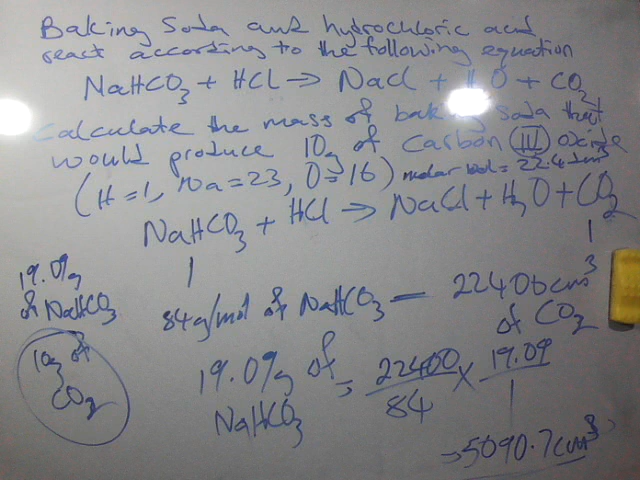 Baking Soda and hydrochloric acid
react according to the following equation
NaHCO3 + HCl → NaCl + H O + CO2
Calculate the mass of baking soda that
would produce 10g of Carbon (IV) oxide
(H=1, Na=23, O=16) molar vol = 22.4dm3
NaHCO3 + HCl → NaCl + H2O + CO2
1 1
84g/mol of NaHCO3 — 22400cm3
of CO2
19.09g
of NaHCO3
10g of
CO2
19.09g of NaHCO3 = 22400/84 × 19.09/1
→ 5090.7cm3